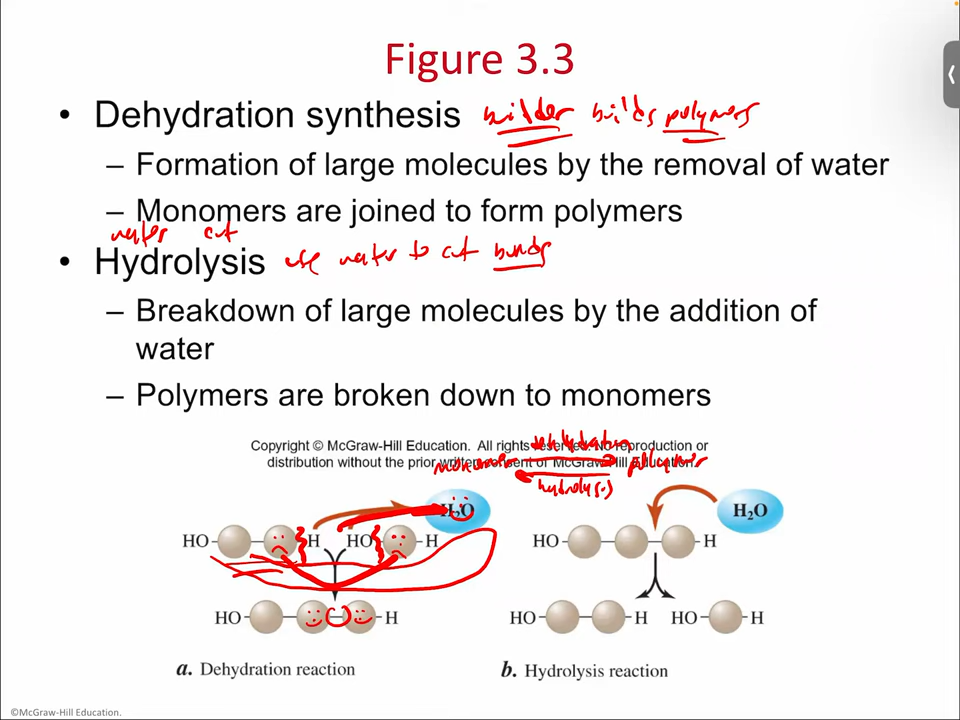 Figure 3.3
• Dehydration synthesis builder builds polymers
– Formation of large molecules by the removal of water
– Monomers are joined to form polymers
water cut
• Hydrolysis use water to cut bonds
– Breakdown of large molecules by the addition of
water
– Polymers are broken down to monomers
Copyright © McGraw-Hill Education. All rights reserved. No reproduction or
distribution without the prior written consent of McGraw-Hill Education.
dehydration
monomer polymer
hydrolysis
H₂O H₂O
HO H HO H HO H
HO H HO H HO H
a. Dehydration reaction b. Hydrolysis reaction
©McGraw-Hill Education.